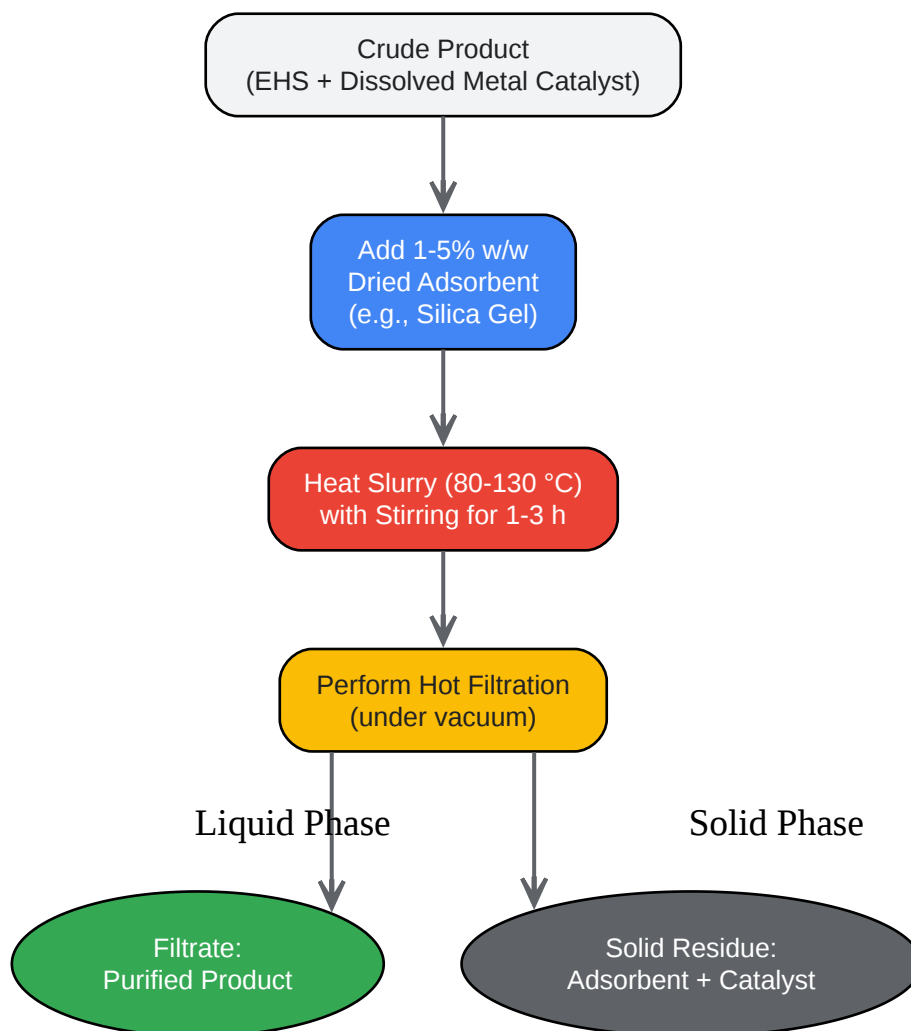 Crude Product
(EHS + Dissolved Metal Catalyst)
Add 1-5% w/w
Dried Adsorbent
(e.g., Silica Gel)
Heat Slurry (80-130 °C)
with Stirring for 1-3 h
Perform Hot Filtration
(under vacuum)
Liquid Phase
Solid Phase
Filtrate:
Purified Product
Solid Residue:
Adsorbent + Catalyst